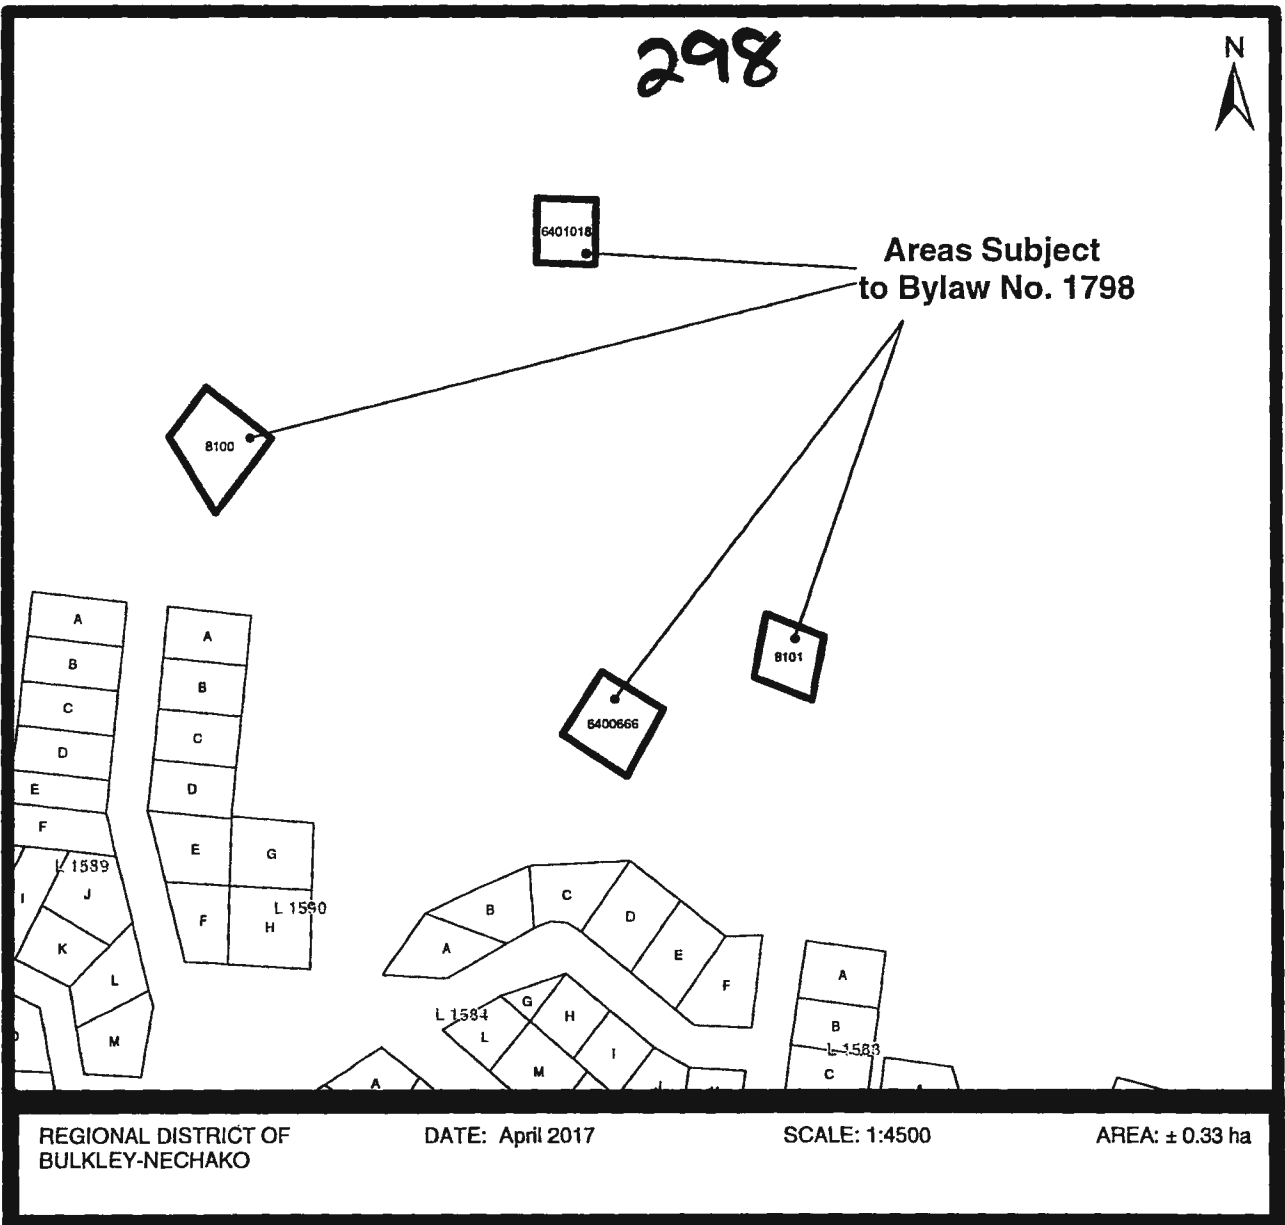 298
N
6401018
Areas Subject
to Bylaw No. 1798
8100
8101
6400666
A
B
C
D
E
F
L 1589
I
J
K
L
M
A
B
C
D
E
G
F
H
L 1590
A
B
C
D
E
F
L 1584
G
H
I
L
M
A
A
B
L 1583
C
REGIONAL DISTRICT OF
BULKLEY-NECHAKO
DATE: April 2017
SCALE: 1:4500
AREA: ± 0.33 ha